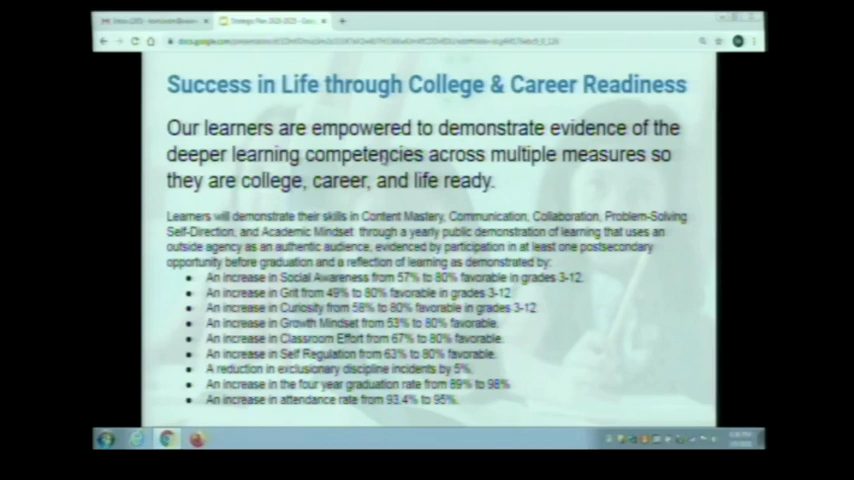 Success in Life through College & Career Readiness
Our learners are empowered to demonstrate evidence of the
deeper learning competencies across multiple measures so
they are college, career, and life ready.
Learners will demonstrate their skills in Content Mastery, Communication, Collaboration, Problem-Solving
Self-Direction, and Academic Mindset through a yearly public demonstration of learning that uses an
outside agency as an authentic audience, evidenced by participation in at least one postsecondary
opportunity before graduation and a reflection of learning as demonstrated by:
An increase in Social Awareness from 57% to 80% favorable in grades 3-12.
An increase in Grit from 49% to 80% favorable in grades 3-12
An increase in Curiosity from 58% to 80% favorable in grades 3-12
An increase in Growth Mindset from 53% to 80% favorable.
An increase in Classroom Effort from 67% to 80% favorable.
An increase in Self Regulation from 63% to 80% favorable.
A reduction in exclusionary discipline incidents by 5%.
An increase in the four year graduation rate from 89% to 98%
An increase in attendance rate from 93.4% to 95%.